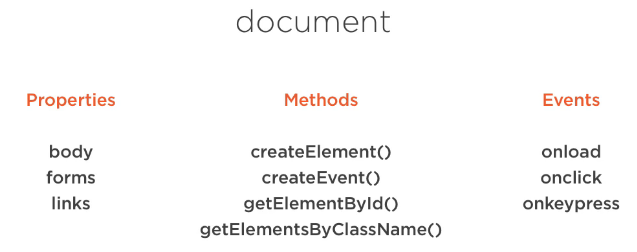 document
Properties Methods Events
body createElement() onload
forms createEvent() onclick
links getElementById() onkeypress
getElementsByClassName()